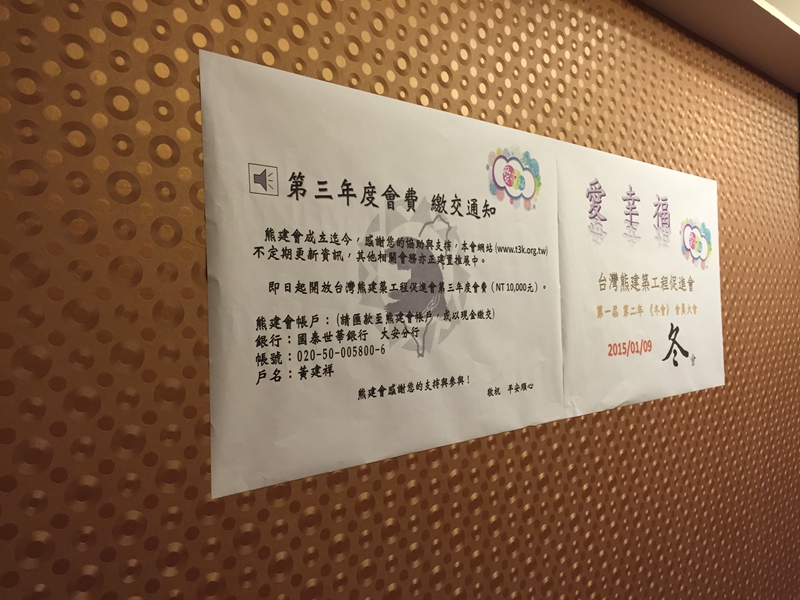 第三年度會費 繳交通知
熊建會成立迄今，感謝您的協助與支持，本會網站 (www.t3k.org.tw)
不定期更新資訊，其他相關會務亦正建置推展中。
即日起開放台灣熊建築工程促進會第三年度會費 ( NT 10,000元 )。
熊建會帳戶：(請匯款至熊建會帳戶，或以現金繳交)
銀行：國泰世華銀行 大安分行
帳號：020-50-005800-6
戶名：黃建祥
熊建會感謝您的支持與參與！ 敬祝 平安順心
愛幸福
台灣熊建築工程促進會
第一屆 第二年 《冬會》 會員大會
2015/01/09
冬會